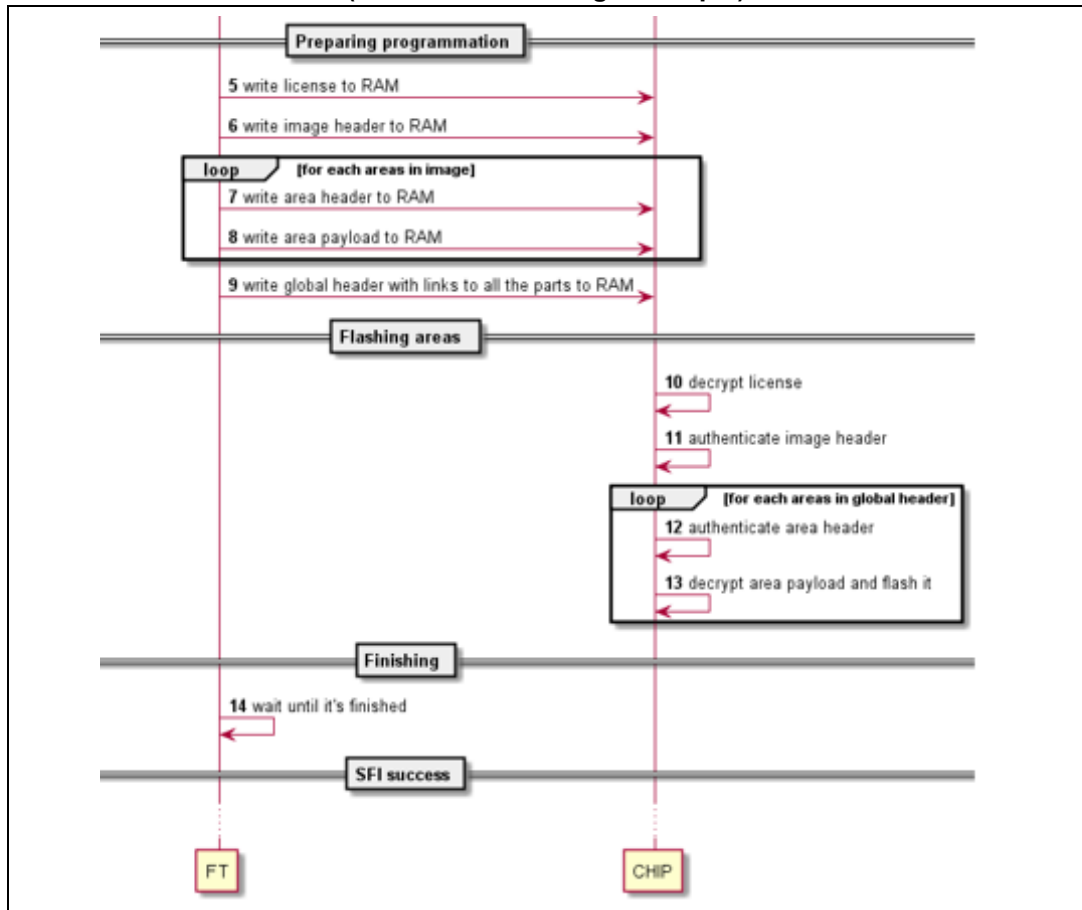 Preparing programmation
5 write license to RAM
6 write image header to RAM
loop [for each areas in image]
7 write area header to RAM
8 write area payload to RAM
9 write global header with links to all the parts to RAM
Flashing areas
10 decrypt license
11 authenticate image header
loop [for each areas in global header]
12 authenticate area header
13 decrypt area payload and flash it
Finishing
14 wait until it's finished
SFI success
FT CHIP